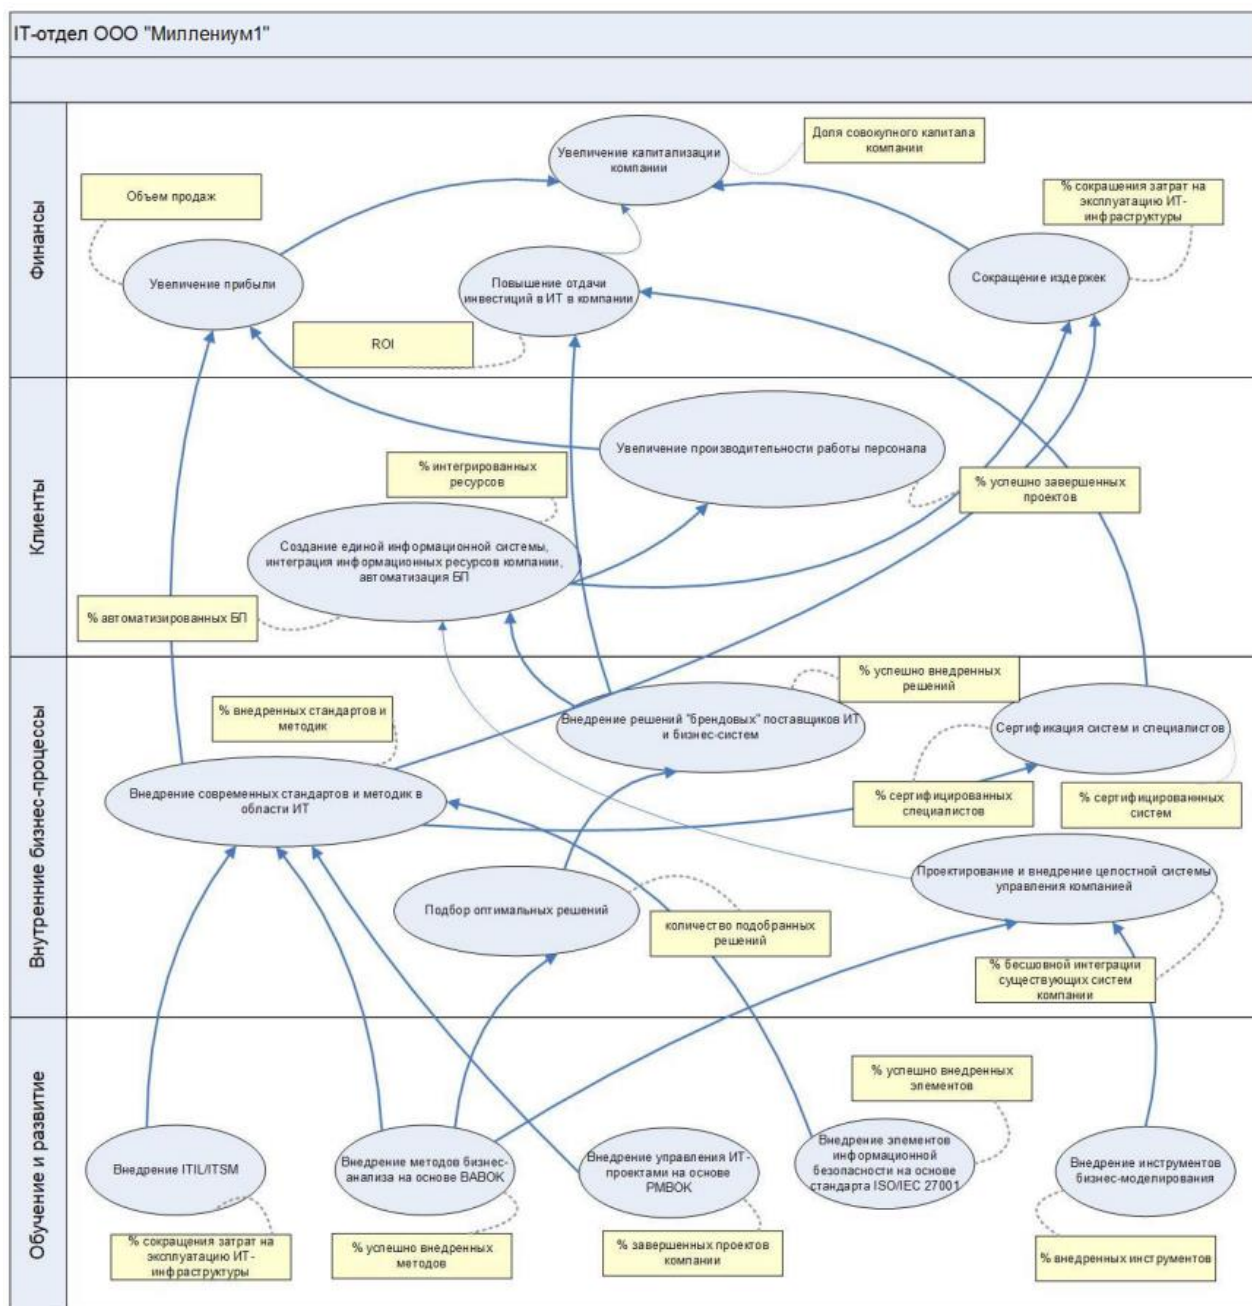 IT-отдел ООО "Миллениум1"
Финансы
Увеличение капитализации
компании
Доля совокупного капитала
компании
Объем продаж
% сокрашения затрат на
эксплуатацию ИТ-
инфраструктуры
Увеличение прибыли
Повышение отдачи
инвестиций в ИТ в компании
Сокращение издержек
ROI
Клиенты
Увеличение производительности работы персонала
% интегрированных
ресурсов
% успешно завершенных
проектов
Создание единой информационной системы,
интеграция информационных ресурсов компании,
автоматизация БП
% автоматизированных БП
Внутренние бизнес-процессы
% успешно внедренных
решений
% внедренных стандартов и
методик
Внедрение решений "брендовых" поставщиков ИТ
и бизнес-систем
Сертификация систем и специалистов
Внедрение современных стандартов и методик в
области ИТ
% сертифицированных
специалистов
% сертифицированнных
систем
Подбор оптимальных решений
Проектирование и внедрение целостной системы
управления компанией
количество подобранных
решений
% бесшовной интеграции
существующих систем
компании
Обучение и развитие
% успешно внедренных
элементов
Внедрение ITIL/ITSM
Внедрение методов бизнес-
анализа на основе BABOK
Внедрение управления ИТ-
проектами на основе
PMBOK
Внедрение элементов
информационной
безопасности на основе
стандарта ISO/IEC 27001
Внедрение инструментов
бизнес-моделирования
% сокращения затрат на
эксплуатацию ИТ-
инфраструктуры
% успешно внедренных
методов
% завершенных проектов
компании
% внедренных инструментов